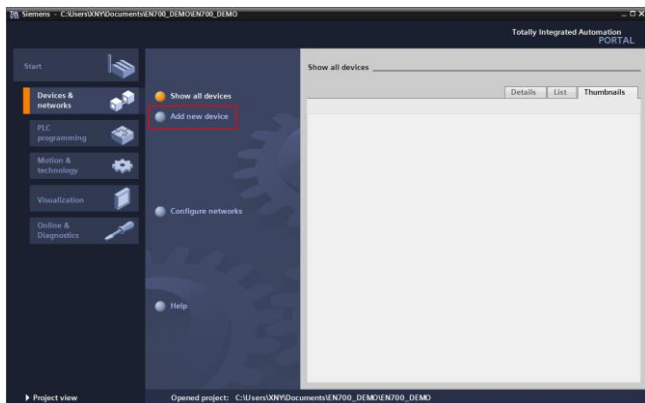 Siemens - C:\Users\XNY\Documents\EN700_DEMO\EN700_DEMO
Totally Integrated Automation
PORTAL
Start
Devices &
networks
PLC
programming
Motion &
technology
Visualization
Online &
Diagnostics
Show all devices
Add new device
Configure networks
Help
Show all devices
Details
List
Thumbnails
Project view
Opened project: C:\Users\XNY\Documents\EN700_DEMO\EN700_DEMO